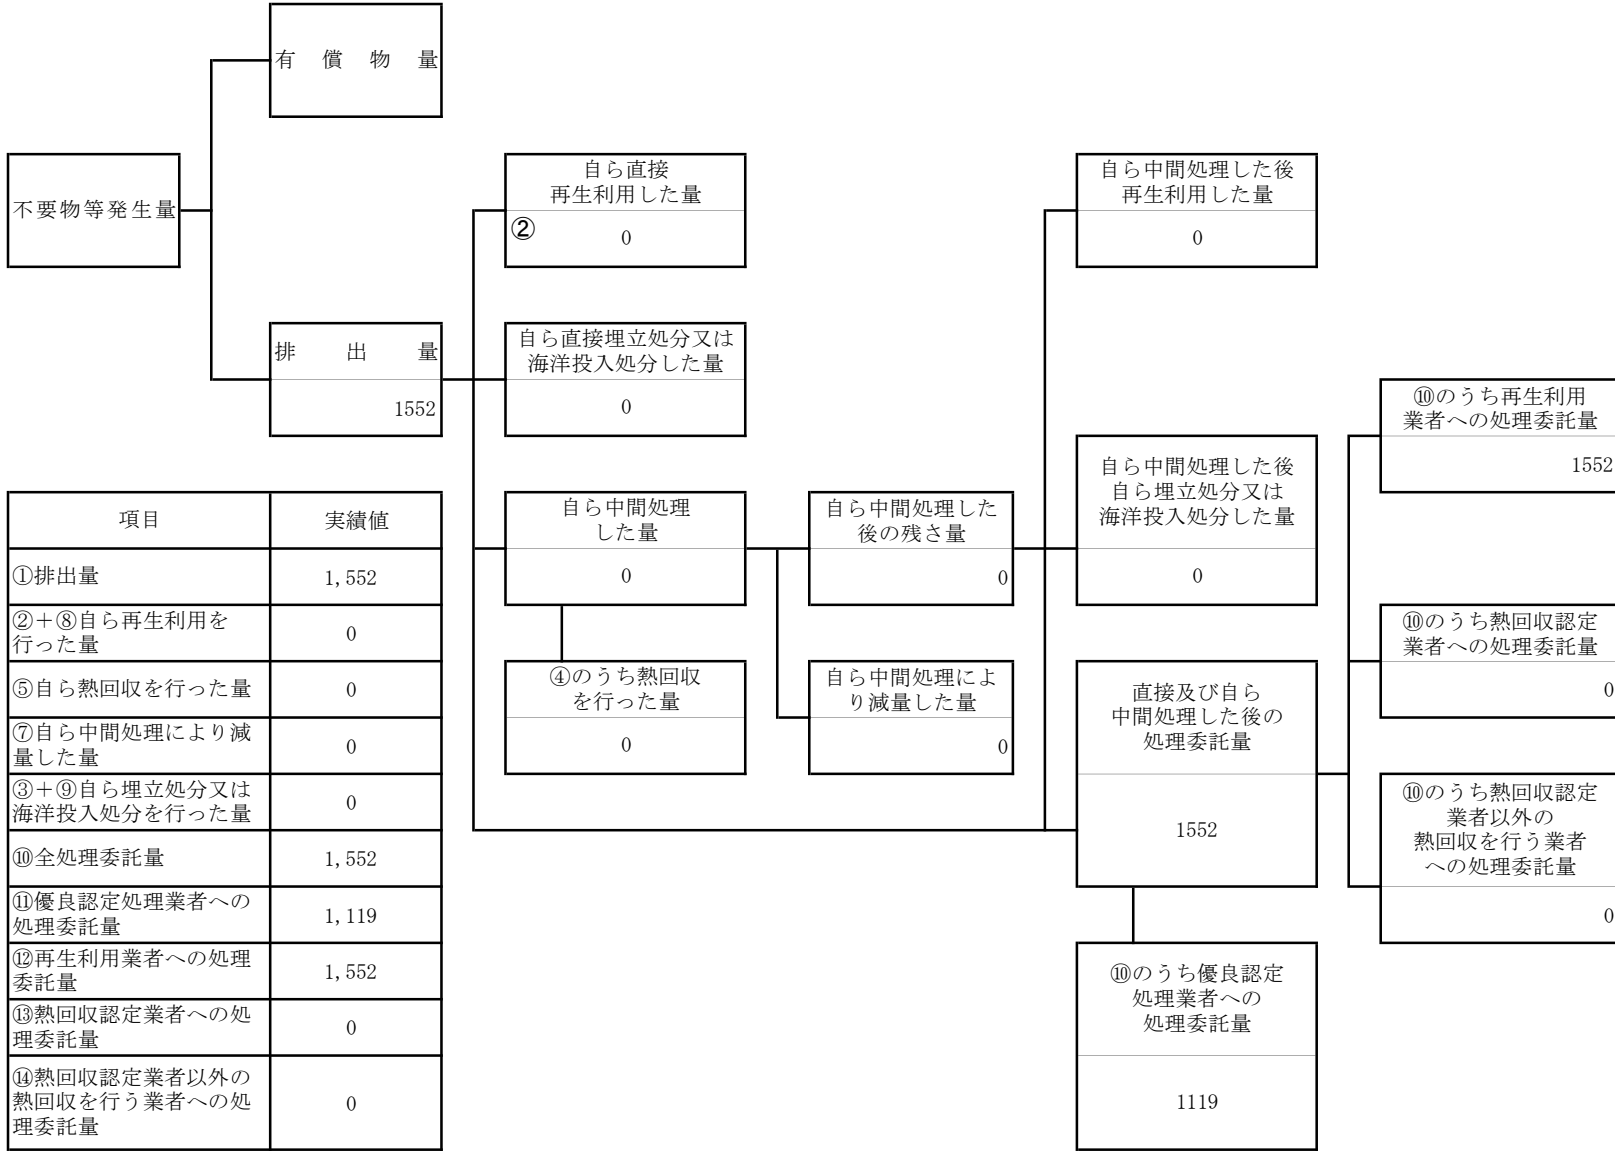 有償物量
不要物等発生量
自ら直接
再生利用した量
②
0
自ら中間処理した後
再生利用した量
0
排出量
1552
自ら直接埋立処分又は
海洋投入処分した量
0
⑩のうち再生利用
業者への処理委託量
1552
自ら中間処理
した量
0
自ら中間処理した
後の残さ量
0
自ら中間処理した後
自ら埋立処分又は
海洋投入処分した量
0
⑩のうち熱回収認定
業者への処理委託量
0
④のうち熱回収
を行った量
0
自ら中間処理によ
り減量した量
0
直接及び自ら
中間処理した後の
処理委託量
1552
⑩のうち熱回収認定
業者以外の
熱回収を行う業者
への処理委託量
0
⑩のうち優良認定
処理業者への
処理委託量
1119
項目 実績値
①排出量 1,552
②＋⑧自ら再生利用を
行った量 0
⑤自ら熱回収を行った量 0
⑦自ら中間処理により減
量した量 0
③＋⑨自ら埋立処分又は
海洋投入処分を行った量 0
⑩全処理委託量 1,552
⑪優良認定処理業者への
処理委託量 1,119
⑫再生利用業者への処理
委託量 1,552
⑬熱回収認定業者への処
理委託量 0
⑭熱回収認定業者以外の
熱回収を行う業者への処
理委託量 0